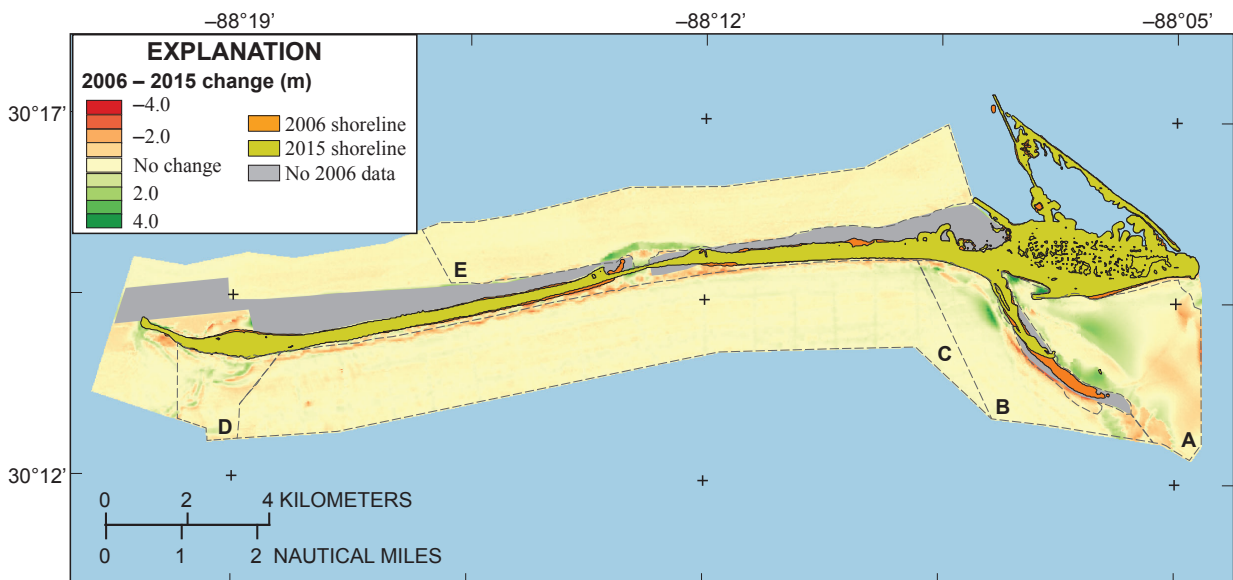 –88°19’
–88°12’
–88°05’
30°17’
30°12’
EXPLANATION
2006 – 2015 change (m)
–4.0
–2.0
No change
2.0
4.0
2006 shoreline
2015 shoreline
No 2006 data
E
D
C
B
A
0 2 4 KILOMETERS
0 1 2 NAUTICAL MILES